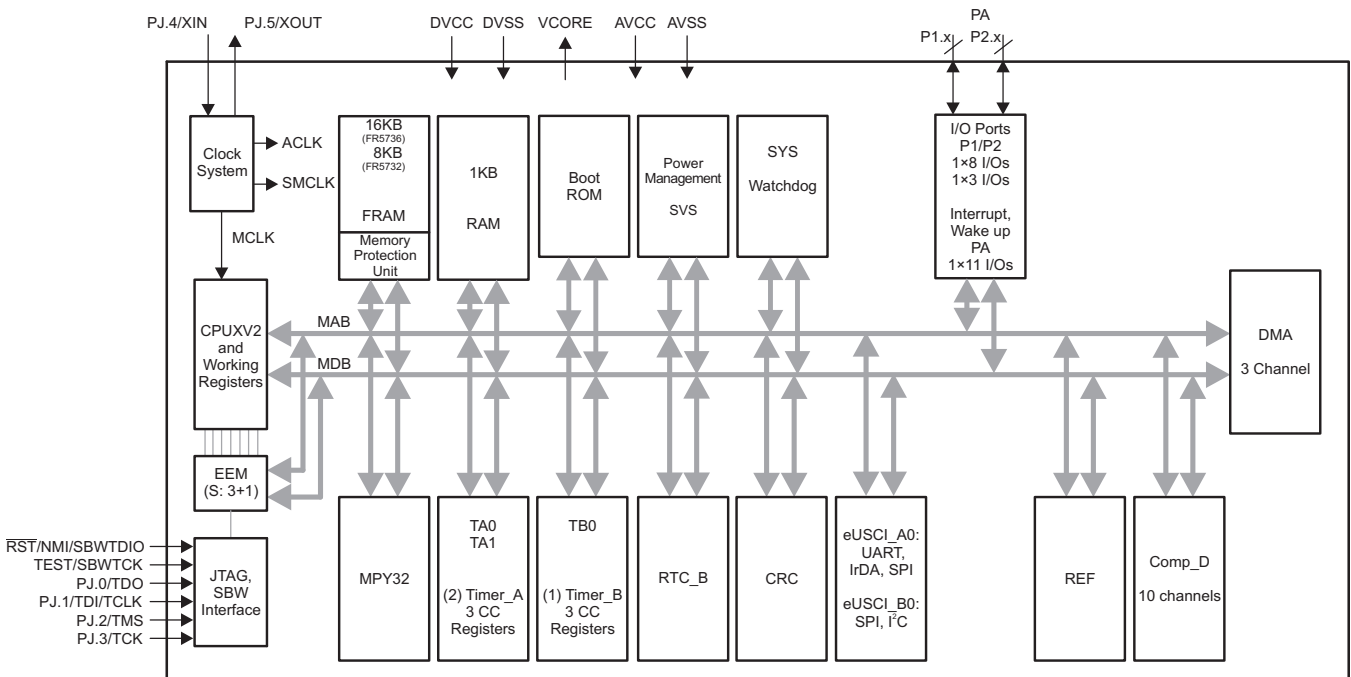 PJ.4/XIN
PJ.5/XOUT
DVCC
DVSS
VCORE
AVCC
AVSS
PA
P1.x
P2.x
Clock
System
ACLK
SMCLK
MCLK
16KB
(FR5736)
8KB
(FR5732)
FRAM
Memory
Protection
Unit
1KB
RAM
Boot
ROM
Power
Management
SVS
SYS
Watchdog
I/O Ports
P1/P2
1×8 I/Os
1×3 I/Os
Interrupt,
Wake up
PA
1×11 I/Os
CPUXV2
and
Working
Registers
MAB
MDB
DMA
3 Channel
EEM
(S: 3+1)
RST/NMI/SBWTDIO
TEST/SBWTCK
PJ.0/TDO
PJ.1/TDI/TCLK
PJ.2/TMS
PJ.3/TCK
JTAG,
SBW
Interface
MPY32
TA0
TA1
(2) Timer_A
3 CC
Registers
TB0
(1) Timer_B
3 CC
Registers
RTC_B
CRC
eUSCI_A0:
UART,
IrDA, SPI
eUSCI_B0:
SPI, I²C
REF
Comp_D
10 channels